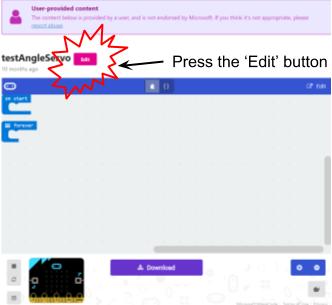 User-provided content
The content below is provided by a user, and is not endorsed by Microsoft. If you think it's not appropriate, please
report abuse
testAngleServo Edit
10 months ago
Press the ‘Edit’ button
Edit
on start
forever
Download